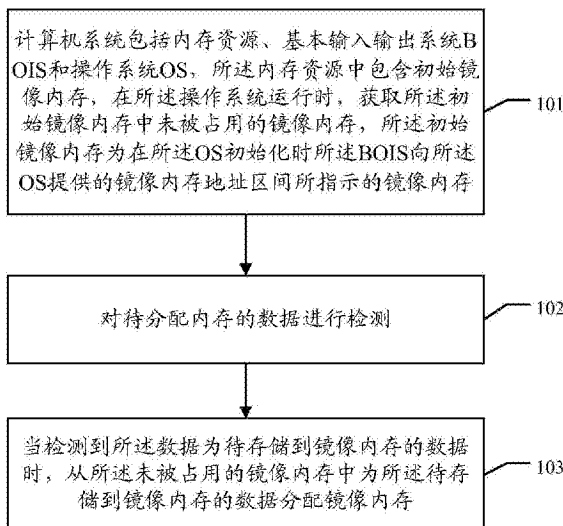 计算机系统包括内存资源、基本输入输出系统B
OIS和操作系统OS，所述内存资源中包含初始镜
像内存，在所述操作系统运行时，获取所述初
始镜像内存中未被占用的镜像内存，所述初始
镜像内存为在所述OS初始化时所述BOIS向所述
OS提供的镜像内存地址区间所指示的镜像内存
101
对待分配内存的数据进行检测
102
当检测到所述数据为待存储到镜像内存的数据
时，从所述未被占用的镜像内存中为所述待存
储到镜像内存的数据分配镜像内存
103